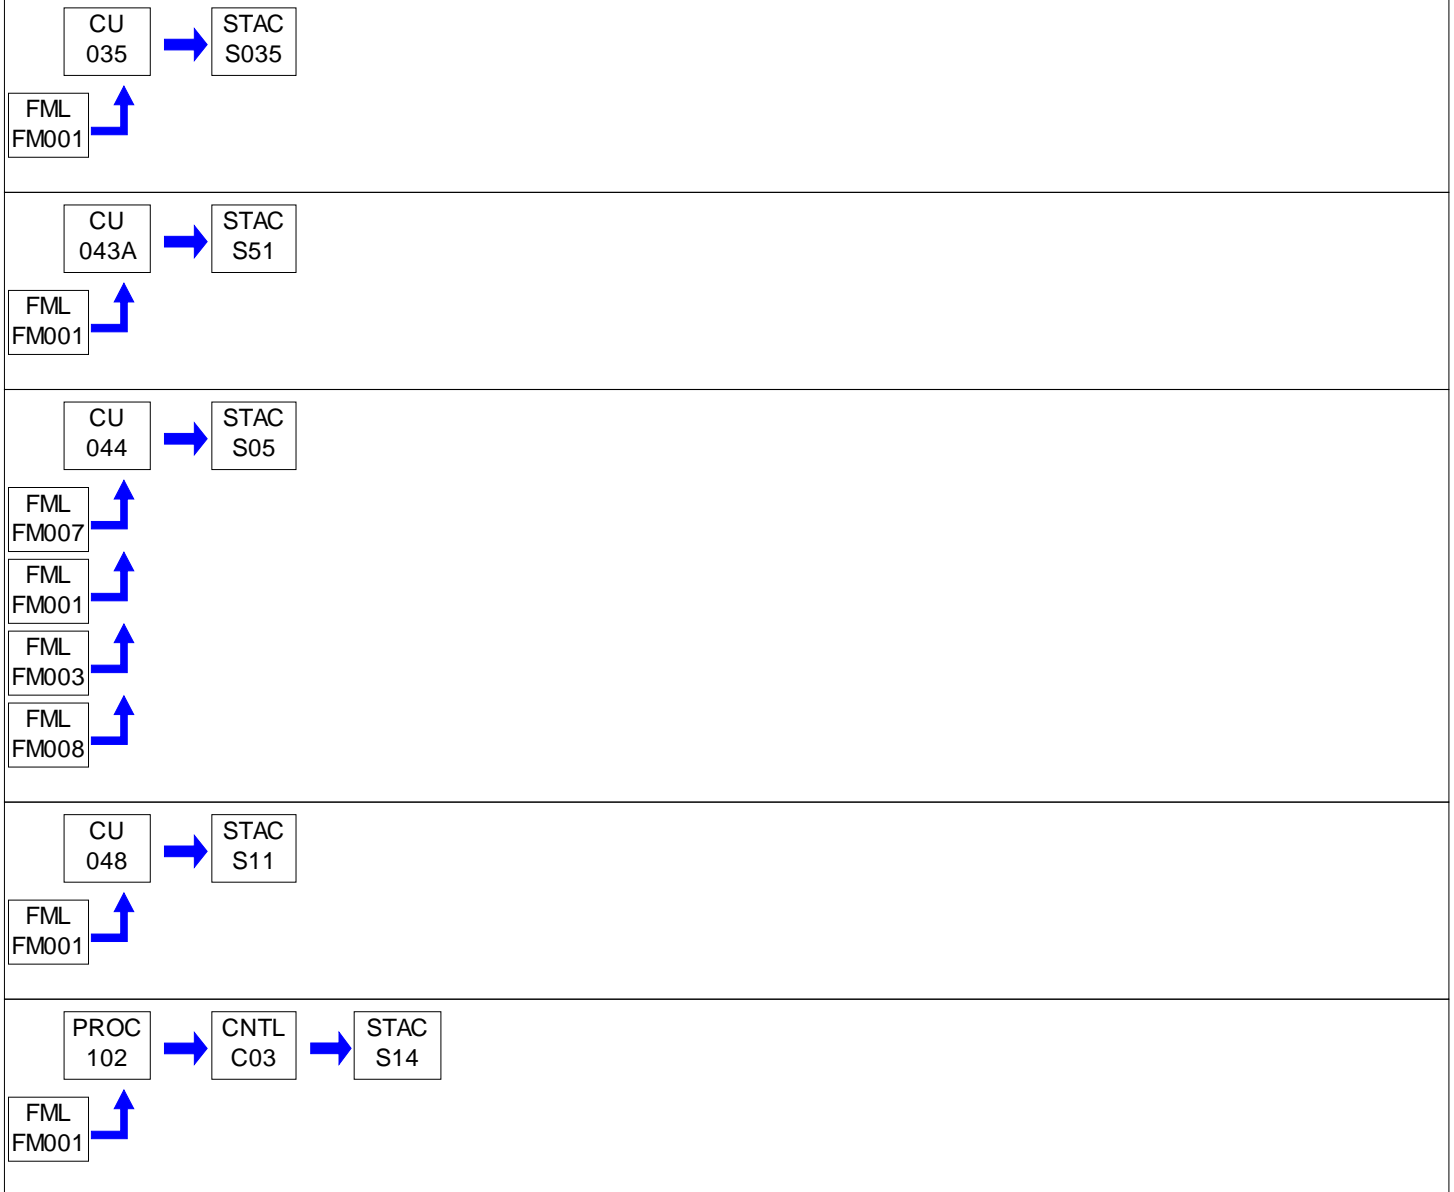 CU
035
STAC
S035
FML
FM001
CU
043A
STAC
S51
FML
FM001
CU
044
STAC
S05
FML
FM007
FML
FM001
FML
FM003
FML
FM008
CU
048
STAC
S11
FML
FM001
PROC
102
CNTL
C03
STAC
S14
FML
FM001